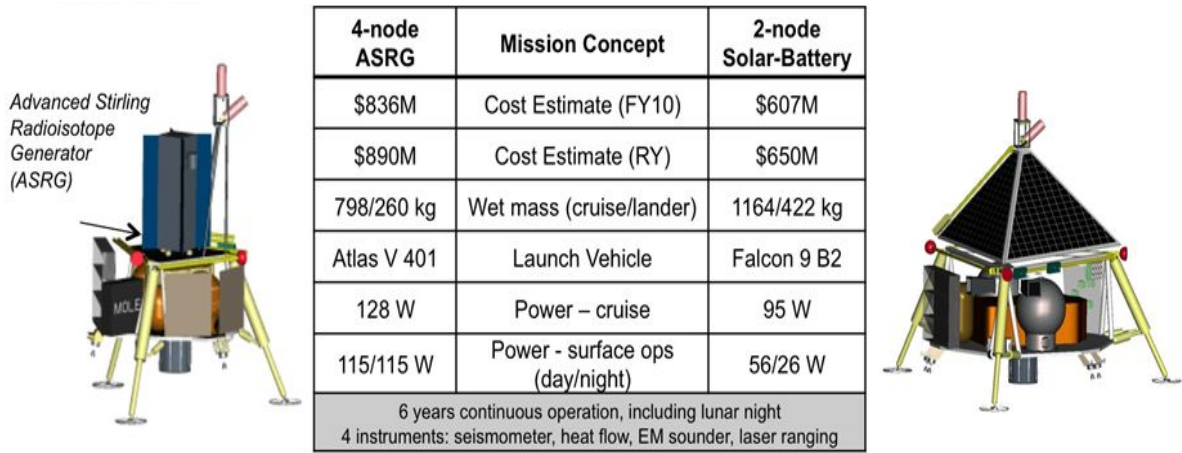 Advanced Stirling
Radioisotope
Generator
(ASRG)
4-node ASRG | Mission Concept | 2-node Solar-Battery
$836M | Cost Estimate (FY10) | $607M
$890M | Cost Estimate (RY) | $650M
798/260 kg | Wet mass (cruise/lander) | 1164/422 kg
Atlas V 401 | Launch Vehicle | Falcon 9 B2
128 W | Power – cruise | 95 W
115/115 W | Power - surface ops (day/night) | 56/26 W
6 years continuous operation, including lunar night
4 instruments: seismometer, heat flow, EM sounder, laser ranging
MOLE